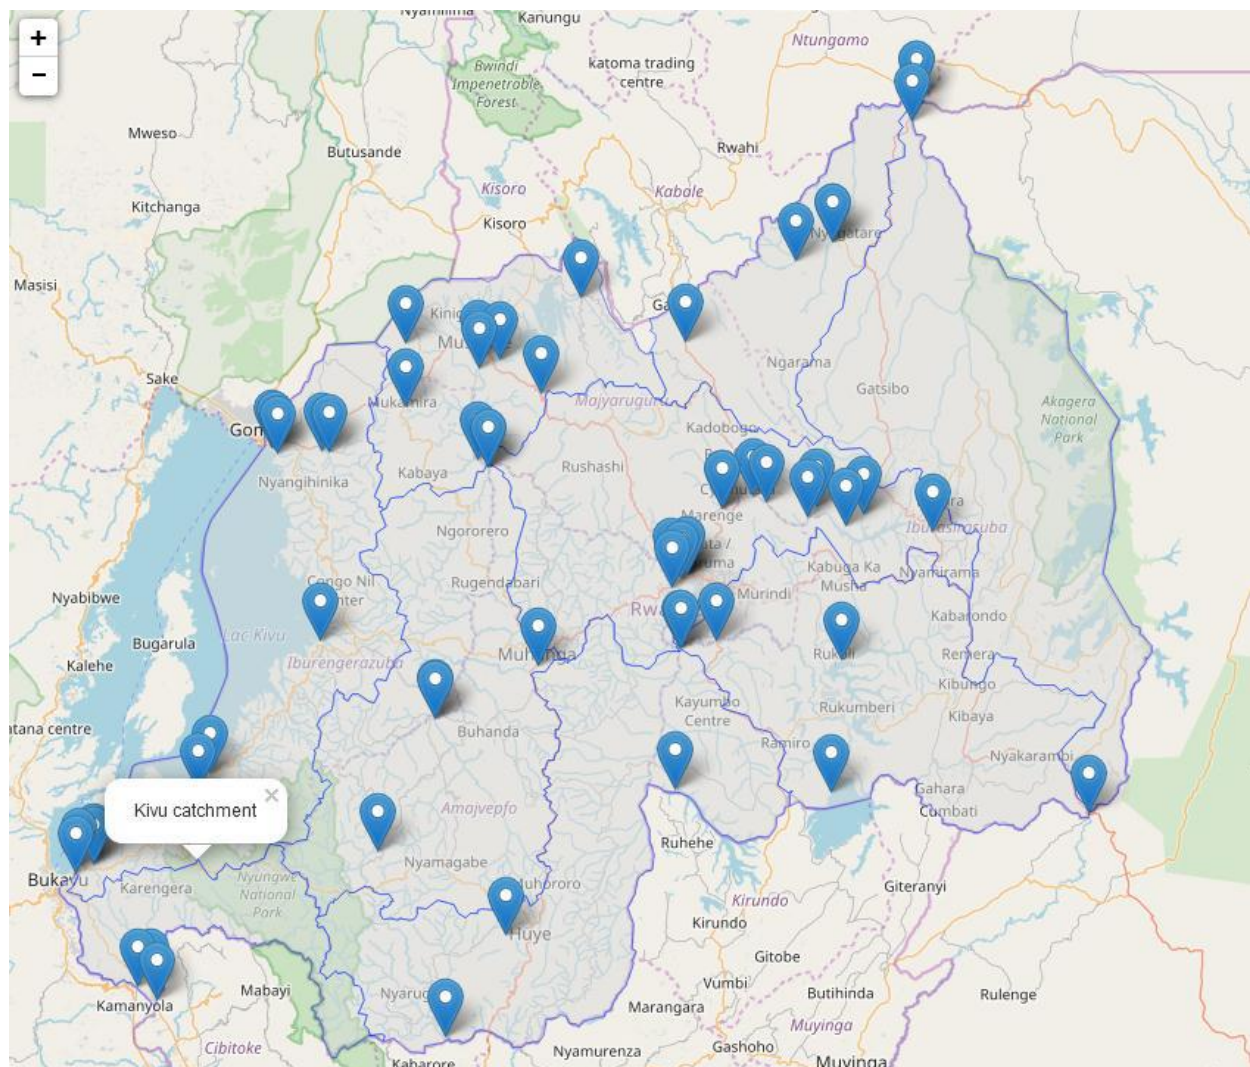 +
−
Kanungu
Ntungamo
katoma trading
centre
Bwindi
Impenetrable
Forest
Mweso
Rwahi
Butusande
Kisoro
Kabale
Kitchanga
Kisoro
Masisi
Ngarama
Gatsibo
Sake
Majyaruguru
Akagera
National
Park
Kadobogo
Kabaya
Rushashi
Nyangihinika
Marenge
Ngororero
Kabuga Ka
Musha
Nyamirama
Rugendabari
Murindi
Nyabibwe
Kabarondo
Lac Kivu
Bugarula
Remera
Kalehe
Iburengerazuba
Kibungo
Kayumbo
Centre
Rukumberi
Kibaya
atana centre
Buhanda
Ramiro
Nyakarambi
Kivu catchment
×
Gahara
Cumbati
Amajyepfo
Ruhehe
Nyamagabe
Bukavu
Karengera
Nyungwe
National
Park
Giteranyi
Kirundo
Kirundo
Huye
Gitobe
Vumbi
Mabayi
Butihinda
Rulenge
Kamanyola
Marangara
Muyinga
Cibitoke
Nyamurenza
Gashoho
Muyinga
Kabarore